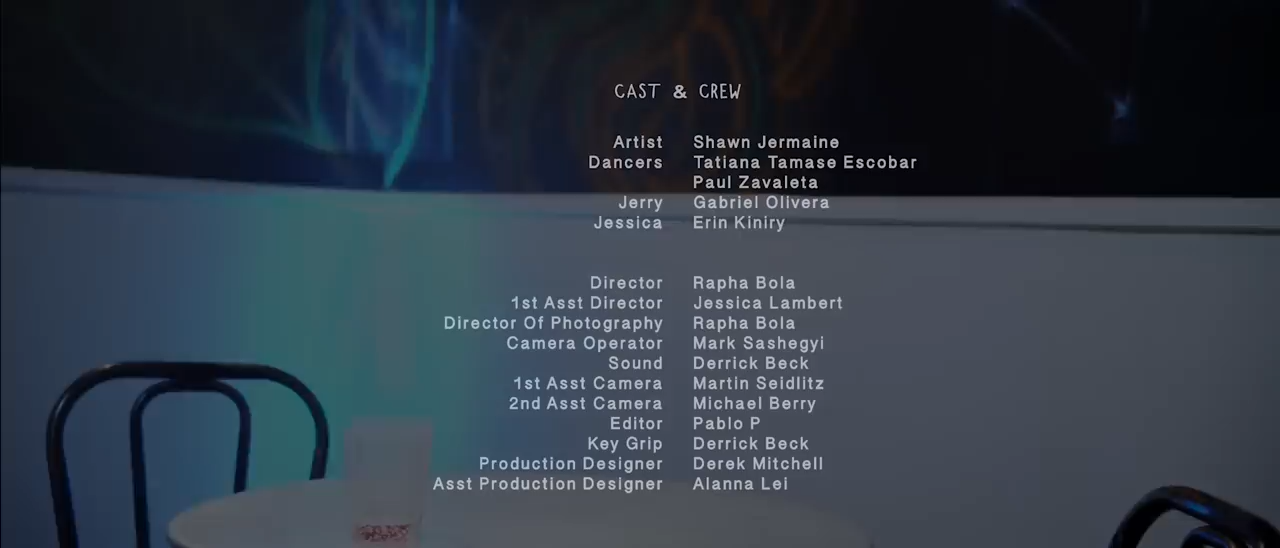 CAST & CREW
Artist Shawn Jermaine
Dancers Tatiana Tamase Escobar
Paul Zavaleta
Jerry Gabriel Olivera
Jessica Erin Kiniry
Director Rapha Bola
1st Asst Director Jessica Lambert
Director Of Photography Rapha Bola
Camera Operator Mark Sashegyi
Sound Derrick Beck
1st Asst Camera Martin Seidlitz
2nd Asst Camera Michael Berry
Editor Pablo P
Key Grip Derrick Beck
Production Designer Derek Mitchell
Asst Production Designer Alanna Lei